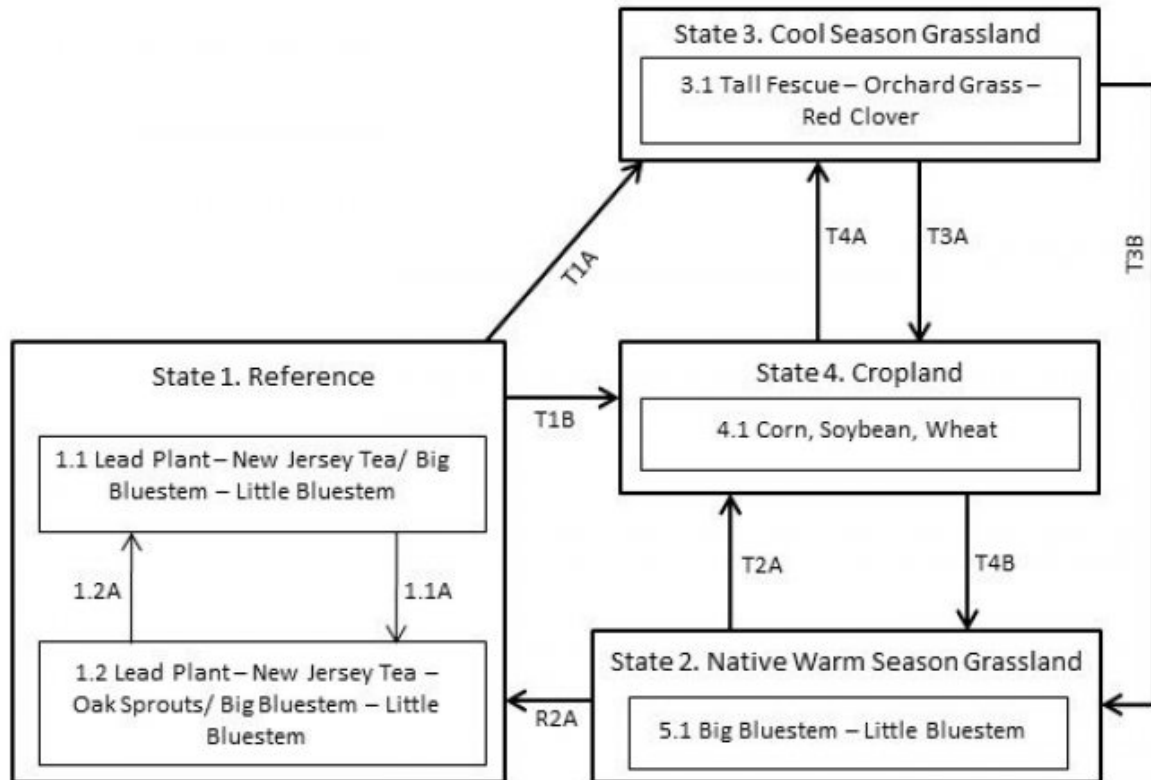 State 3. Cool Season Grassland
3.1 Tall Fescue – Orchard Grass –
Red Clover
T1A
T4A
T3A
T3B
State 1. Reference
1.1 Lead Plant – New Jersey Tea/ Big
Bluestem – Little Bluestem
1.2A
1.1A
1.2 Lead Plant – New Jersey Tea –
Oak Sprouts/ Big Bluestem – Little
Bluestem
T1B
State 4. Cropland
4.1 Corn, Soybean, Wheat
T2A
T4B
R2A
State 2. Native Warm Season Grassland
5.1 Big Bluestem – Little Bluestem